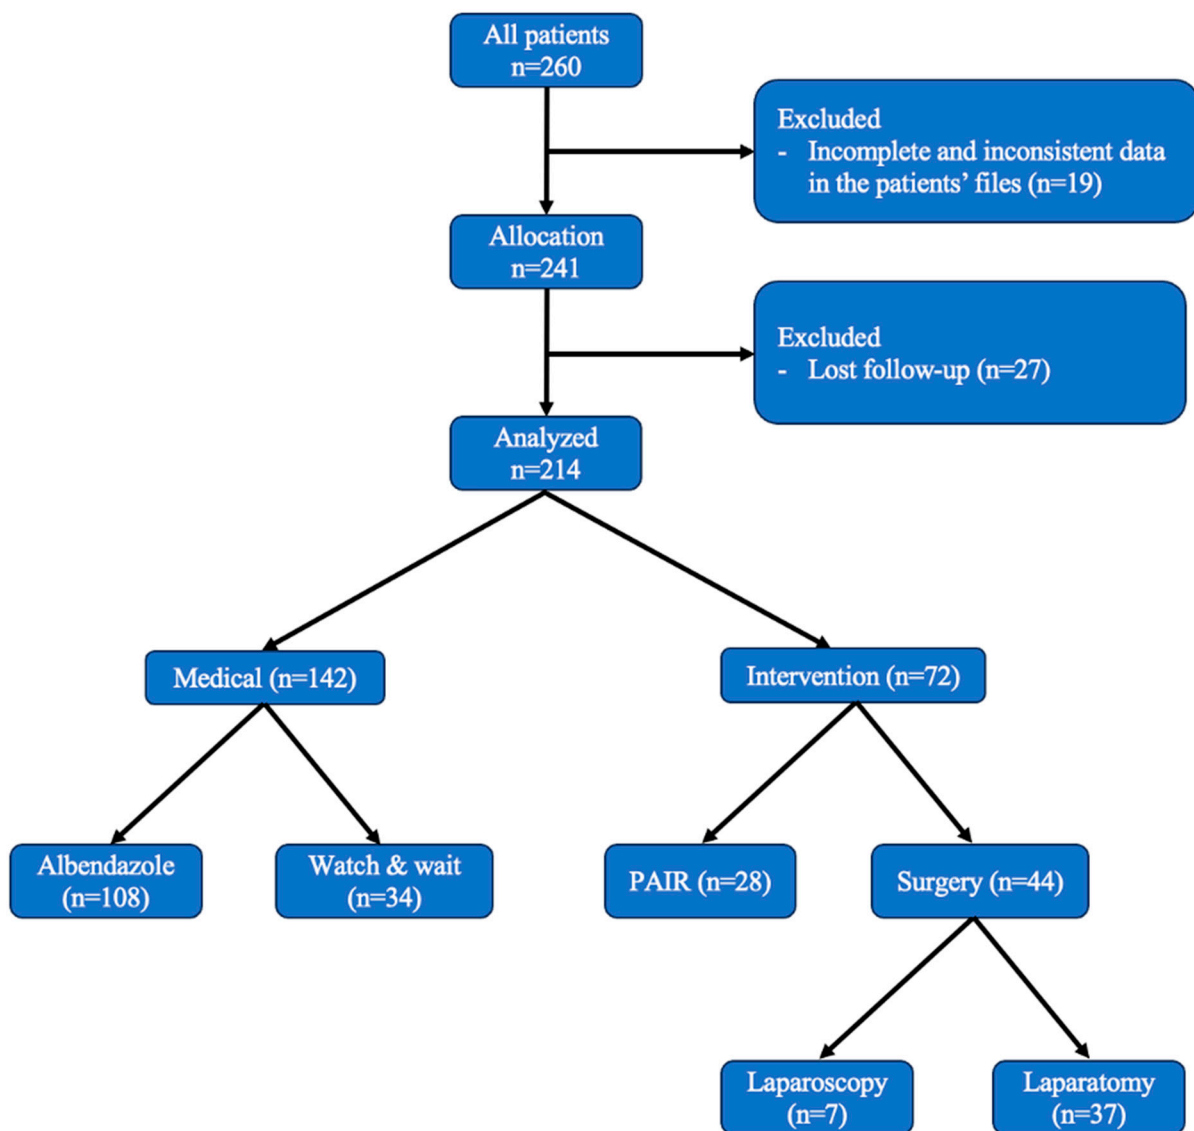 All patients
n=260
Excluded
- Incomplete and inconsistent data
in the patients’ files (n=19)
Allocation
n=241
Excluded
- Lost follow-up (n=27)
Analyzed
n=214
Medical (n=142)
Intervention (n=72)
Albendazole
(n=108)
Watch & wait
(n=34)
PAIR (n=28)
Surgery (n=44)
Laparoscopy
(n=7)
Laparatomy
(n=37)